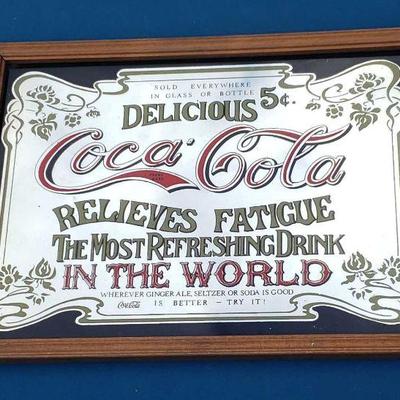 SOLD EVERYWHERE
IN GLASS OR BOTTLE
DELICIOUS 5¢.
Coca-Cola
RELIEVES FATIGUE
THE MOST REFRESHING DRINK
IN THE WORLD
WHEREVER GINGER ALE, SELTZER OR SODA IS GOOD
Coca-Cola IS BETTER - TRY IT!